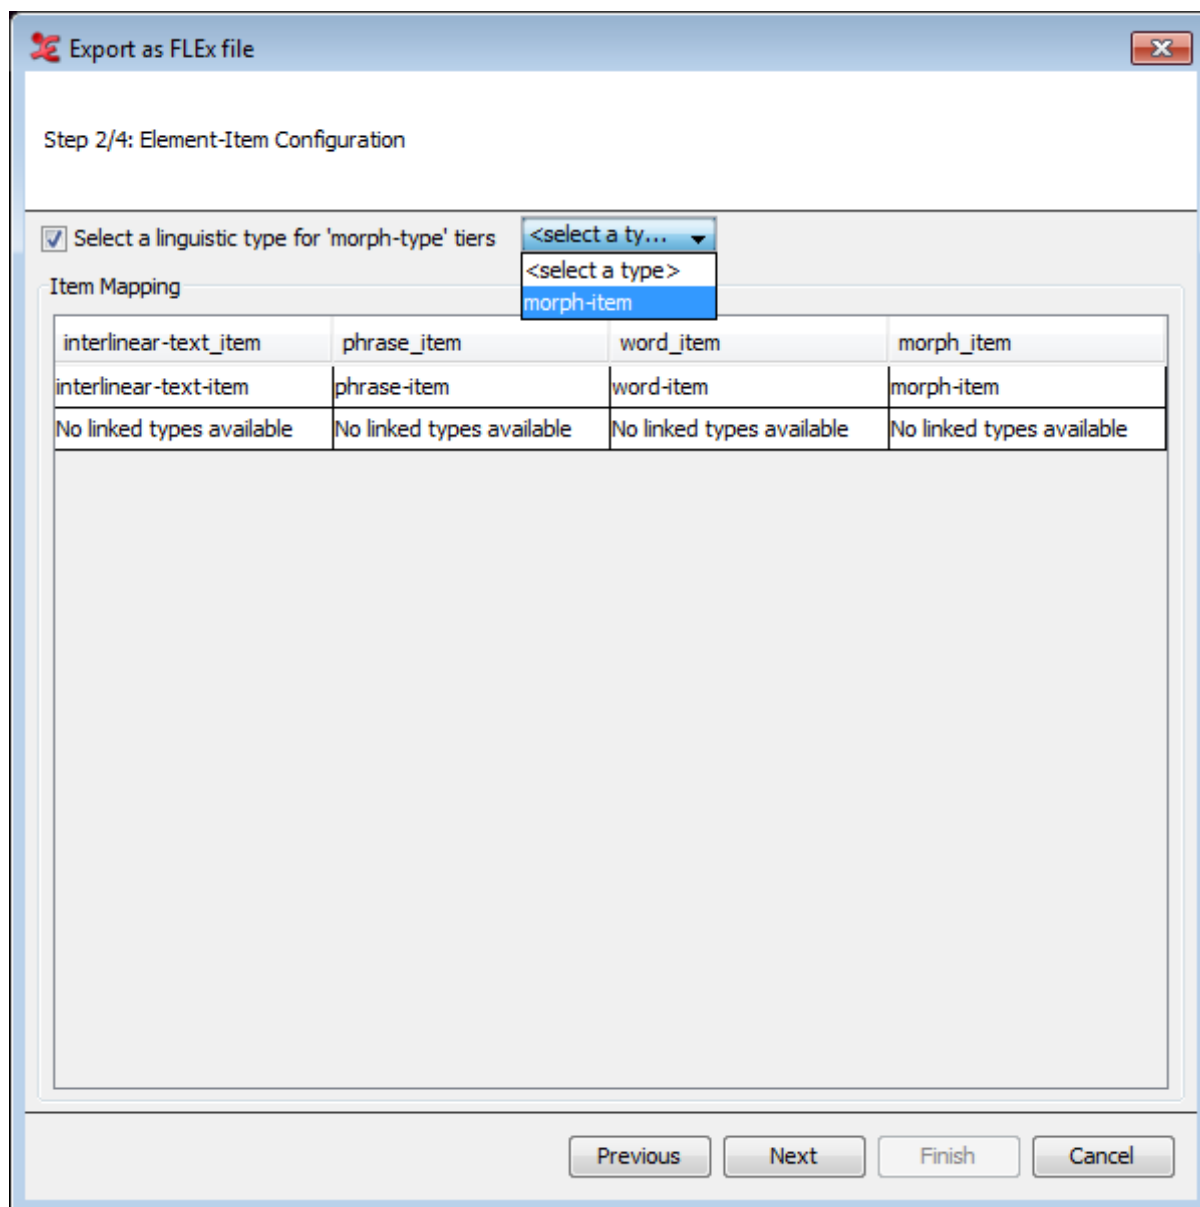 Export as FLEx file
Step 2/4: Element-Item Configuration
Select a linguistic type for 'morph-type' tiers <select a ty...
<select a type>
morph-item
Item Mapping
interlinear-text_item phrase_item word_item morph_item
interlinear-text-item phrase-item word-item morph-item
No linked types available No linked types available No linked types available No linked types available
Previous Next Finish Cancel